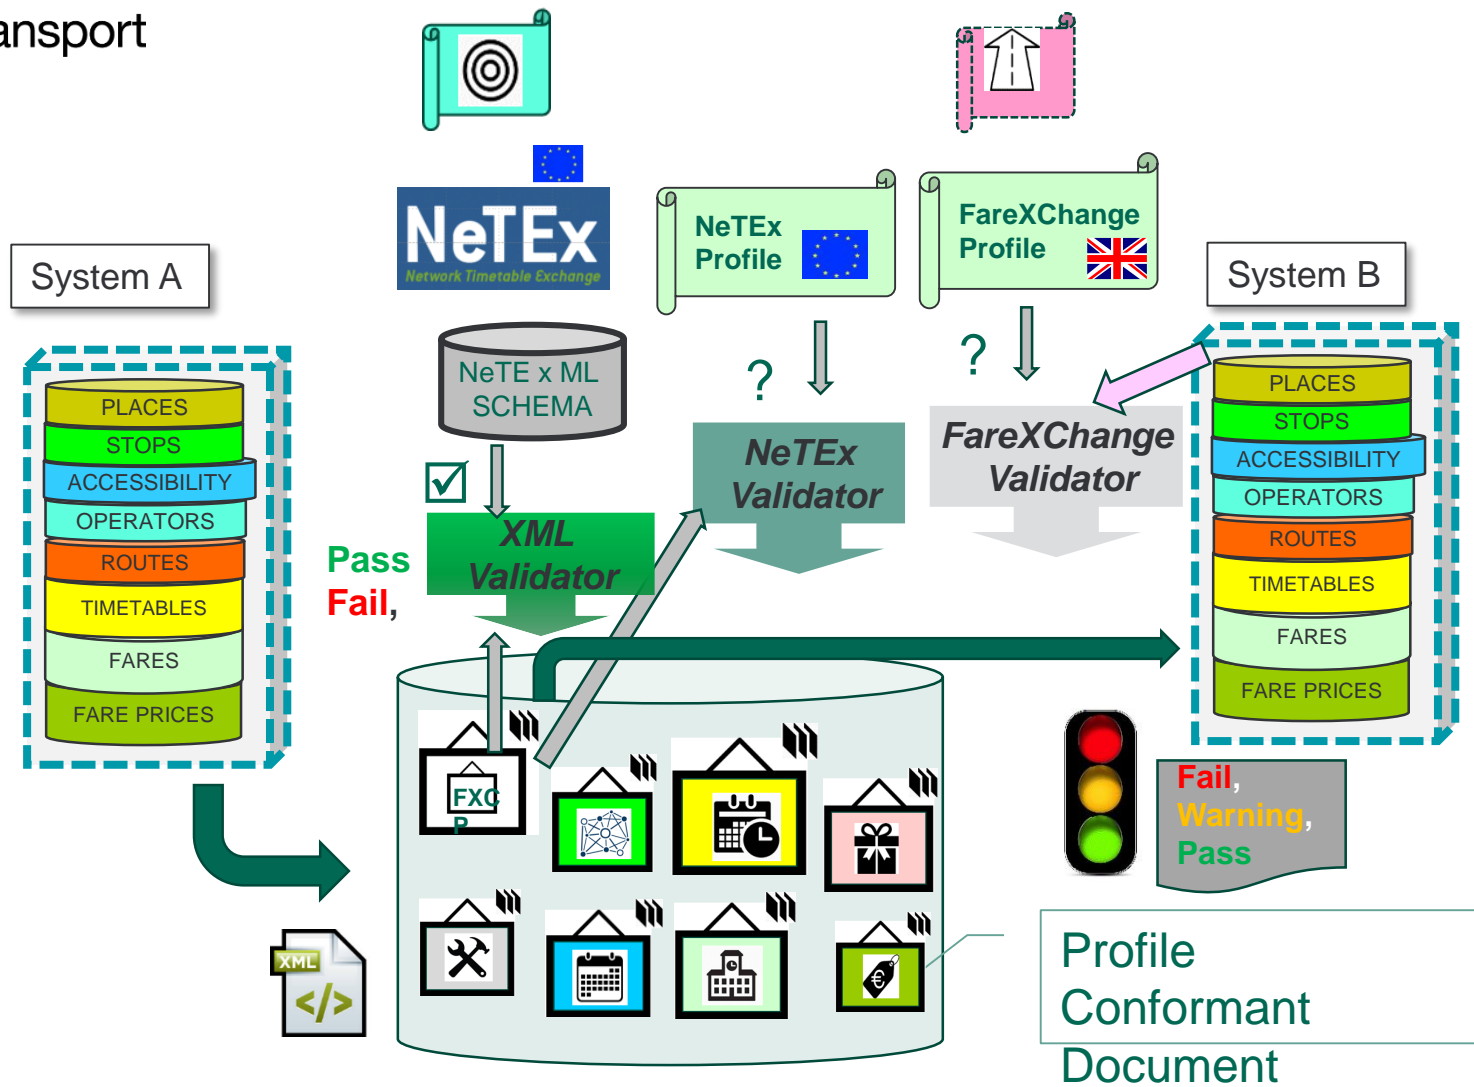 ansport
NeTEx
Network Timetable Exchange
NeTEx
Profile
FareXChange
Profile
System A
System B
NeTE x ML
SCHEMA
?
?
PLACES
STOPS
ACCESSIBILITY
OPERATORS
ROUTES
TIMETABLES
FARES
FARE PRICES
PLACES
STOPS
ACCESSIBILITY
OPERATORS
ROUTES
TIMETABLES
FARES
FARE PRICES
NeTEx
Validator
FareXChange
Validator
XML
Validator
Pass
Fail,
FXC
P
Fail,
Warning,
Pass
XML
</>
€
Profile
Conformant
Document